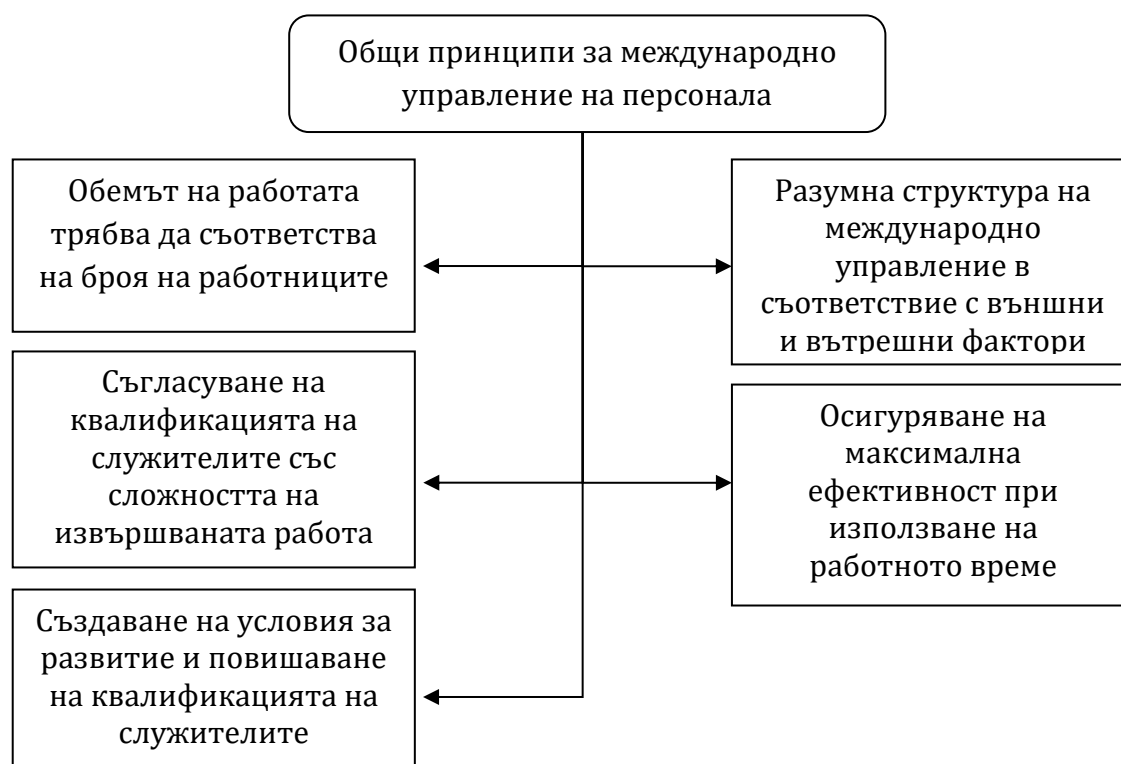 Общи принципи за международно
управление на персонала
Обемът на работата
трябва да съответства
на броя на работниците
Разумна структура на
международно
управление в
съответствие с външни
и вътрешни фактори
Съгласуване на
квалификацията на
служителите със
сложността на
извършваната работа
Осигуряване на
максимална
ефективност при
използване на
работното време
Създаване на условия за
развитие и повишаване
на квалификацията на
служителите